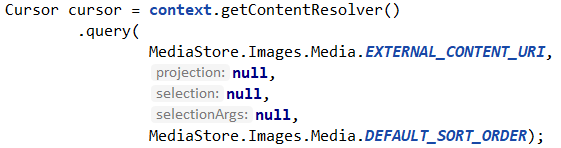 Cursor cursor = context.getContentResolver()
.query(
MediaStore.Images.Media.EXTERNAL_CONTENT_URI,
projection: null,
selection: null,
selectionArgs: null,
MediaStore.Images.Media.DEFAULT_SORT_ORDER);